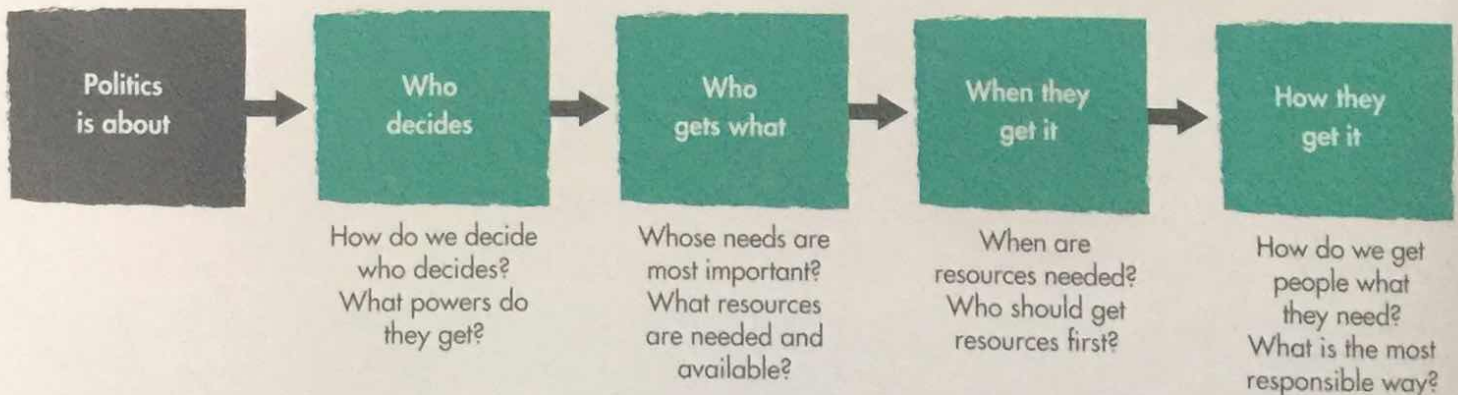 Politics
is about
Who
decides
Who
gets what
When they
get it
How they
get it
How do we decide
who decides?
What powers do
they get?
Whose needs are
most important?
What resources
are needed and
available?
When are
resources needed?
Who should get
resources first?
How do we get
people what
they need?
What is the most
responsible way?